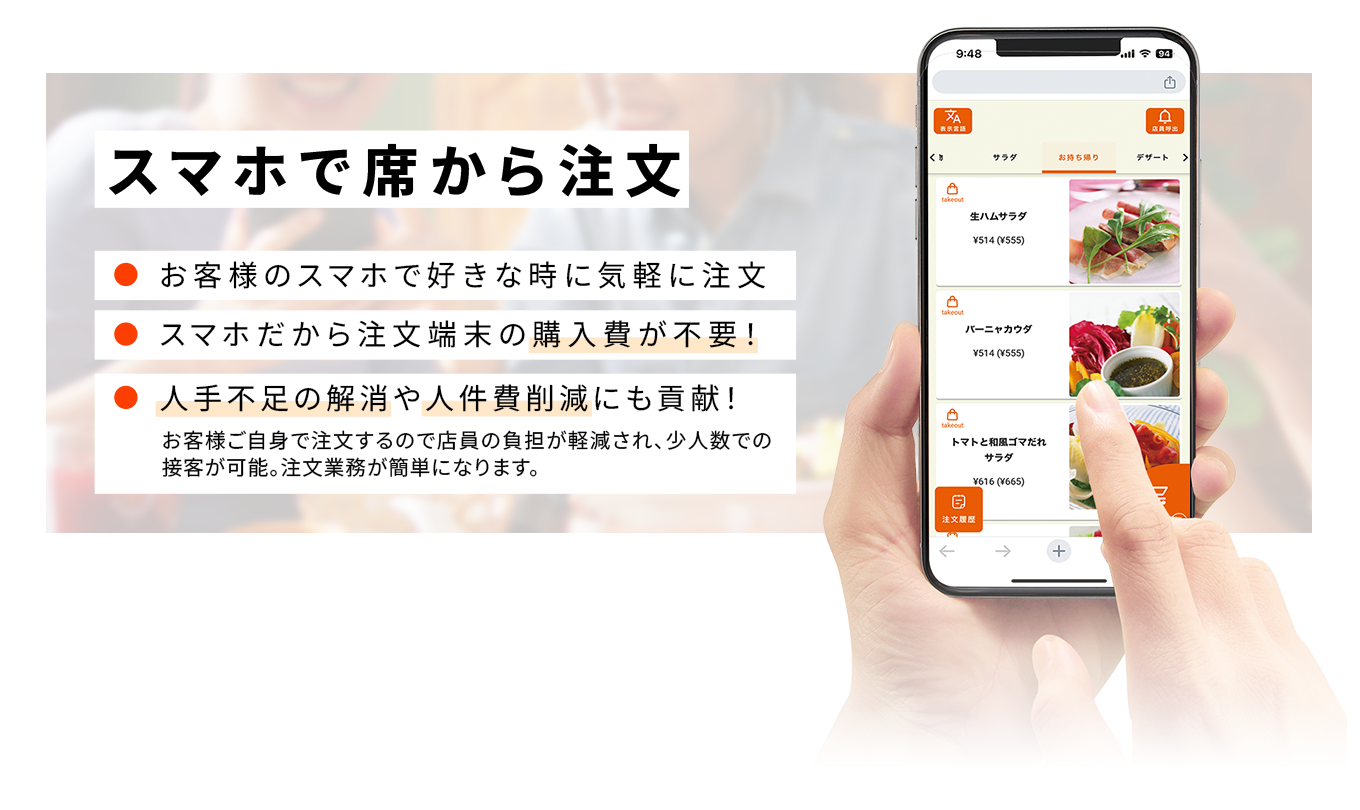 スマホで席から注文
お客様のスマホで好きな時に気軽に注文
スマホだから注文端末の購入費が不要！
人手不足の解消や人件費削減にも貢献！
お客様ご自身で注文するので店員の負担が軽減され、少人数での
接客が可能。注文業務が簡単になります。
9:48
94
表示言語
店員呼出
サラダ
お持ち帰り
デザート
takeout
生ハムサラダ
¥514 (¥555)
takeout
バーニャカウダ
¥514 (¥555)
takeout
トマトと和風ゴマだれ
サラダ
¥616 (¥665)
注文履歴